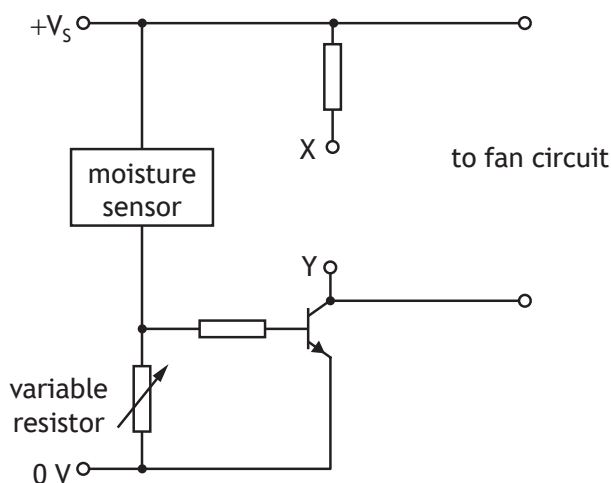 +Vs
X
to fan circuit
moisture
sensor
Y
variable
resistor
0 V